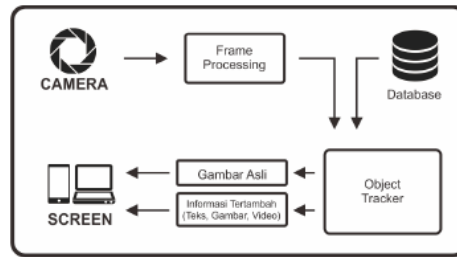 CAMERA
Frame
Processing
Database
SCREEN
Gambar Asli
Informasi Tertambah
(Teks, Gambar, Video)
Object
Tracker